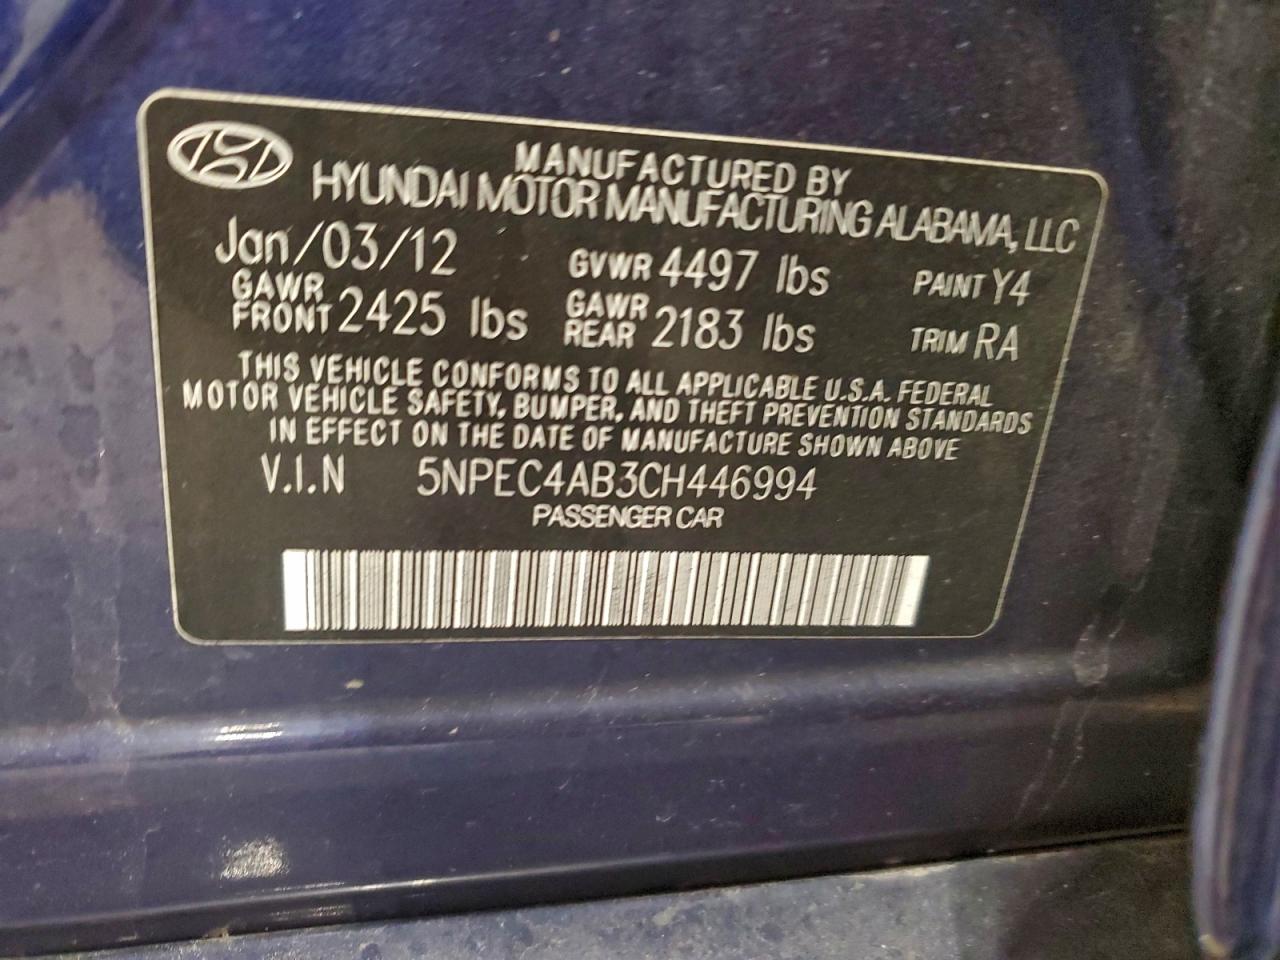 MANUFACTURED BY
HYUNDAI MOTOR MANUFACTURING ALABAMA, LLC
Jan/03/12 GVWR 4497 lbs PAINT Y4
GAWR FRONT 2425 lbs GAWR REAR 2183 lbs TRIM RA
THIS VEHICLE CONFORMS TO ALL APPLICABLE U.S.A. FEDERAL
MOTOR VEHICLE SAFETY, BUMPER, AND THEFT PREVENTION STANDARDS
IN EFFECT ON THE DATE OF MANUFACTURE SHOWN ABOVE
V.I.N 5NPEC4AB3CH446994
PASSENGER CAR